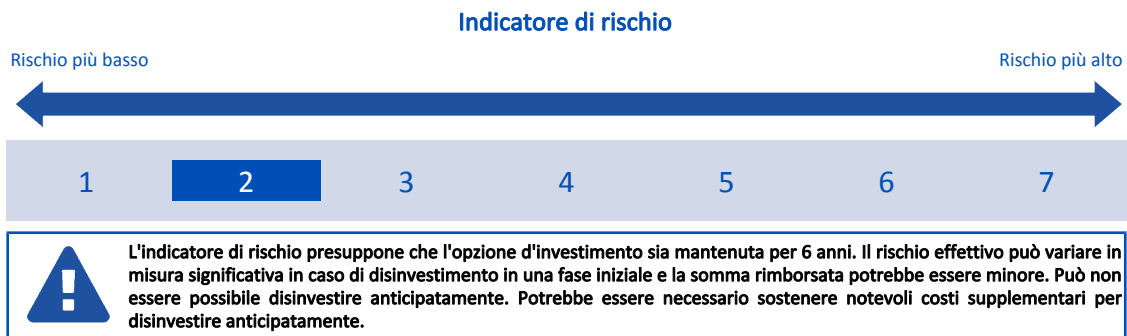 Indicatore di rischio
Rischio più basso
Rischio più alto
1 2 3 4 5 6 7
L'indicatore di rischio presuppone che l'opzione d'investimento sia mantenuta per 6 anni. Il rischio effettivo può variare in
misura significativa in caso di disinvestimento in una fase iniziale e la somma rimborsata potrebbe essere minore. Può non
essere possibile disinvestire anticipatamente. Potrebbe essere necessario sostenere notevoli costi supplementari per
disinvestire anticipatamente.